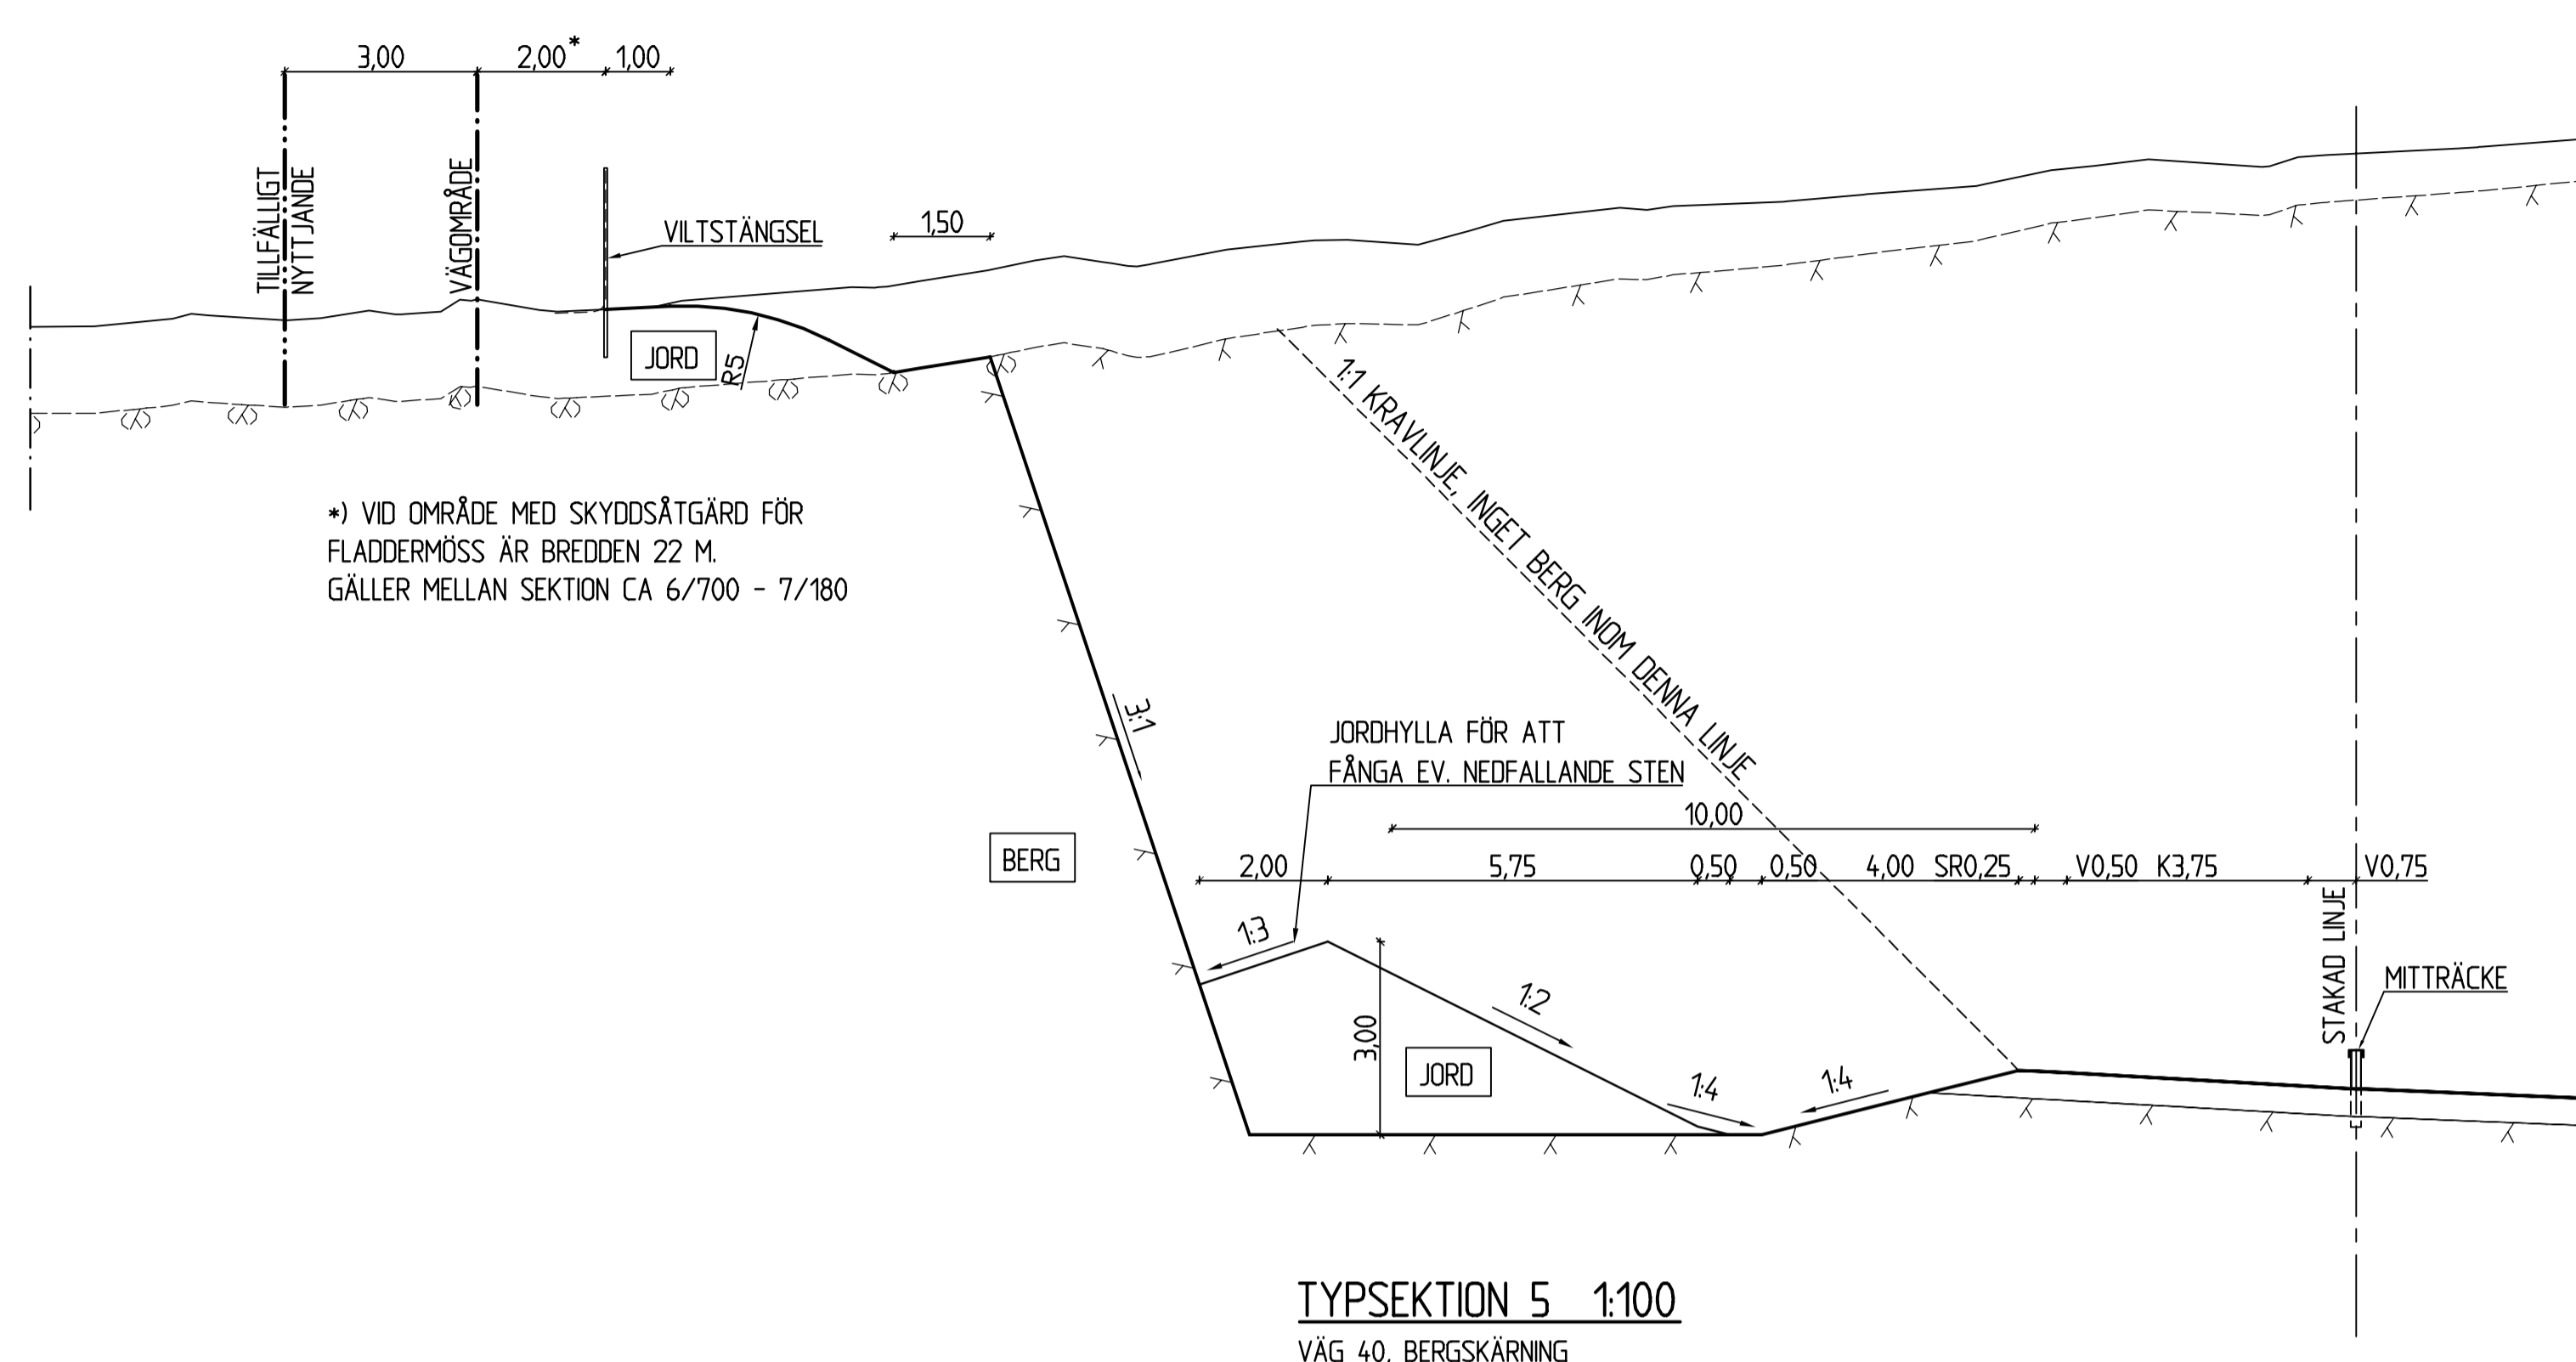 3,00
2,00*
1,00
TILLFÄLLIGT
NYTTJANDE
VÄGOMRÅDE
VILTSTÄNGSEL
1,50
JORD
R5
*) VID OMRÅDE MED SKYDDSÅTGÄRD FÖR
FLADDERMÖSS ÄR BREDDEN 22 M.
GÄLLER MELLAN SEKTION CA 6/700 - 7/180
1:1 KRAVLINJE, INGET BERG INOM DENNA LINJE
3:1
JORDHYLLA FÖR ATT
FÅNGA EV. NEDFALLANDE STEN
10,00
BERG
2,00
5,75
0,50
0,50
4,00
SR0,25
V0,50
K3,75
V0,75
STAKAD LINJE
1:3
MITTRÄCKE
1:2
3,00
JORD
1:4
1:4
TYPSEKTION 5 1:100
VÄG 40, BERGSKÄRNING